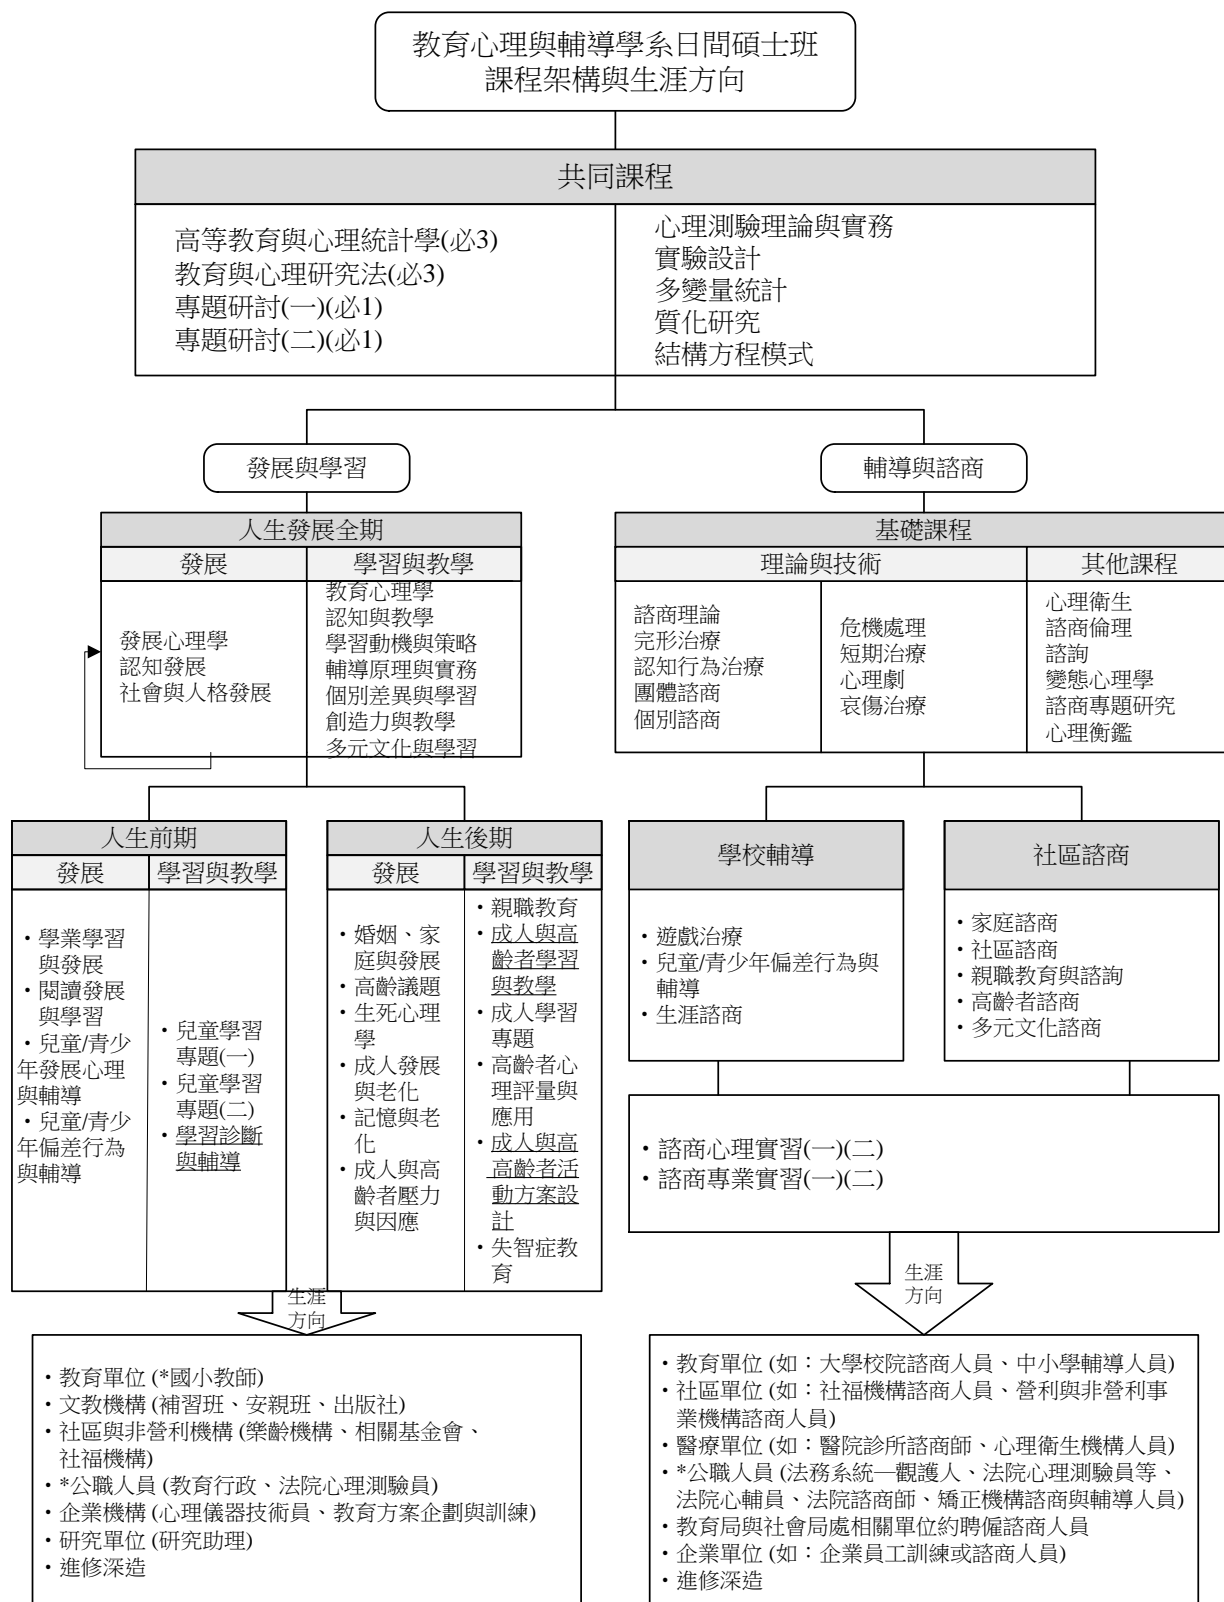 教育心理與輔導學系日間碩士班
課程架構與生涯方向
共同課程
高等教育與心理統計學(必3)
教育與心理研究法(必3)
專題研討(一)(必1)
專題研討(二)(必1)
心理測驗理論與實務
實驗設計
多變量統計
質化研究
結構方程模式
發展與學習
人生發展全期
發展
學習與教學
發展心理學
認知發展
社會與人格發展
教育心理學
認知與教學
學習動機與策略
輔導原理與實務
個別差異與學習
創造力與教學
多元文化與學習
人生前期
發展
學習與教學
・學業學習
與發展
・閱讀發展
與學習
・兒童/青少
年發展心理
與輔導
・兒童/青少
年偏差行為
與輔導
・兒童學習
專題(一)
・兒童學習
專題(二)
・學習診斷
與輔導
人生後期
發展
學習與教學
・婚姻、家
庭與發展
・高齡議題
・生死心理
學
・成人發展
與老化
・記憶與老
化
・成人與高
齡者壓力
與因應
・親職教育
・成人與高
齡者學習
與教學
・成人學習
專題
・高齡者心
理評量與
應用
・成人與高
高齡者活
動方案設
計
・失智症教
育
生涯
方向
・教育單位 (*國小教師)
・文教機構 (補習班、安親班、出版社)
・社區與非營利機構 (樂齡機構、相關基金會、
社福機構)
・*公職人員 (教育行政、法院心理測驗員)
・企業機構 (心理儀器技術員、教育方案企劃與訓練)
・研究單位 (研究助理)
・進修深造
輔導與諮商
基礎課程
理論與技術
其他課程
諮商理論
完形治療
認知行為治療
團體諮商
個別諮商
危機處理
短期治療
心理劇
哀傷治療
心理衛生
諮商倫理
諮詢
變態心理學
諮商專題研究
心理衡鑑
學校輔導
・遊戲治療
・兒童/青少年偏差行為與
輔導
・生涯諮商
社區諮商
・家庭諮商
・社區諮商
・親職教育與諮詢
・高齡者諮商
・多元文化諮商
・諮商心理實習(一)(二)
・諮商專業實習(一)(二)
生涯
方向
・教育單位 (如：大學校院諮商人員、中小學輔導人員)
・社區單位 (如：社福機構諮商人員、營利與非營利事
業機構諮商人員)
・醫療單位 (如：醫院診所諮商師、心理衛生機構人員)
・*公職人員 (法務系統—觀護人、法院心理測驗員等、
法院心輔員、法院諮商師、矯正機構諮商與輔導人員)
・教育局與社會局處相關單位約聘僱諮商人員
・企業單位 (如：企業員工訓練或諮商人員)
・進修深造